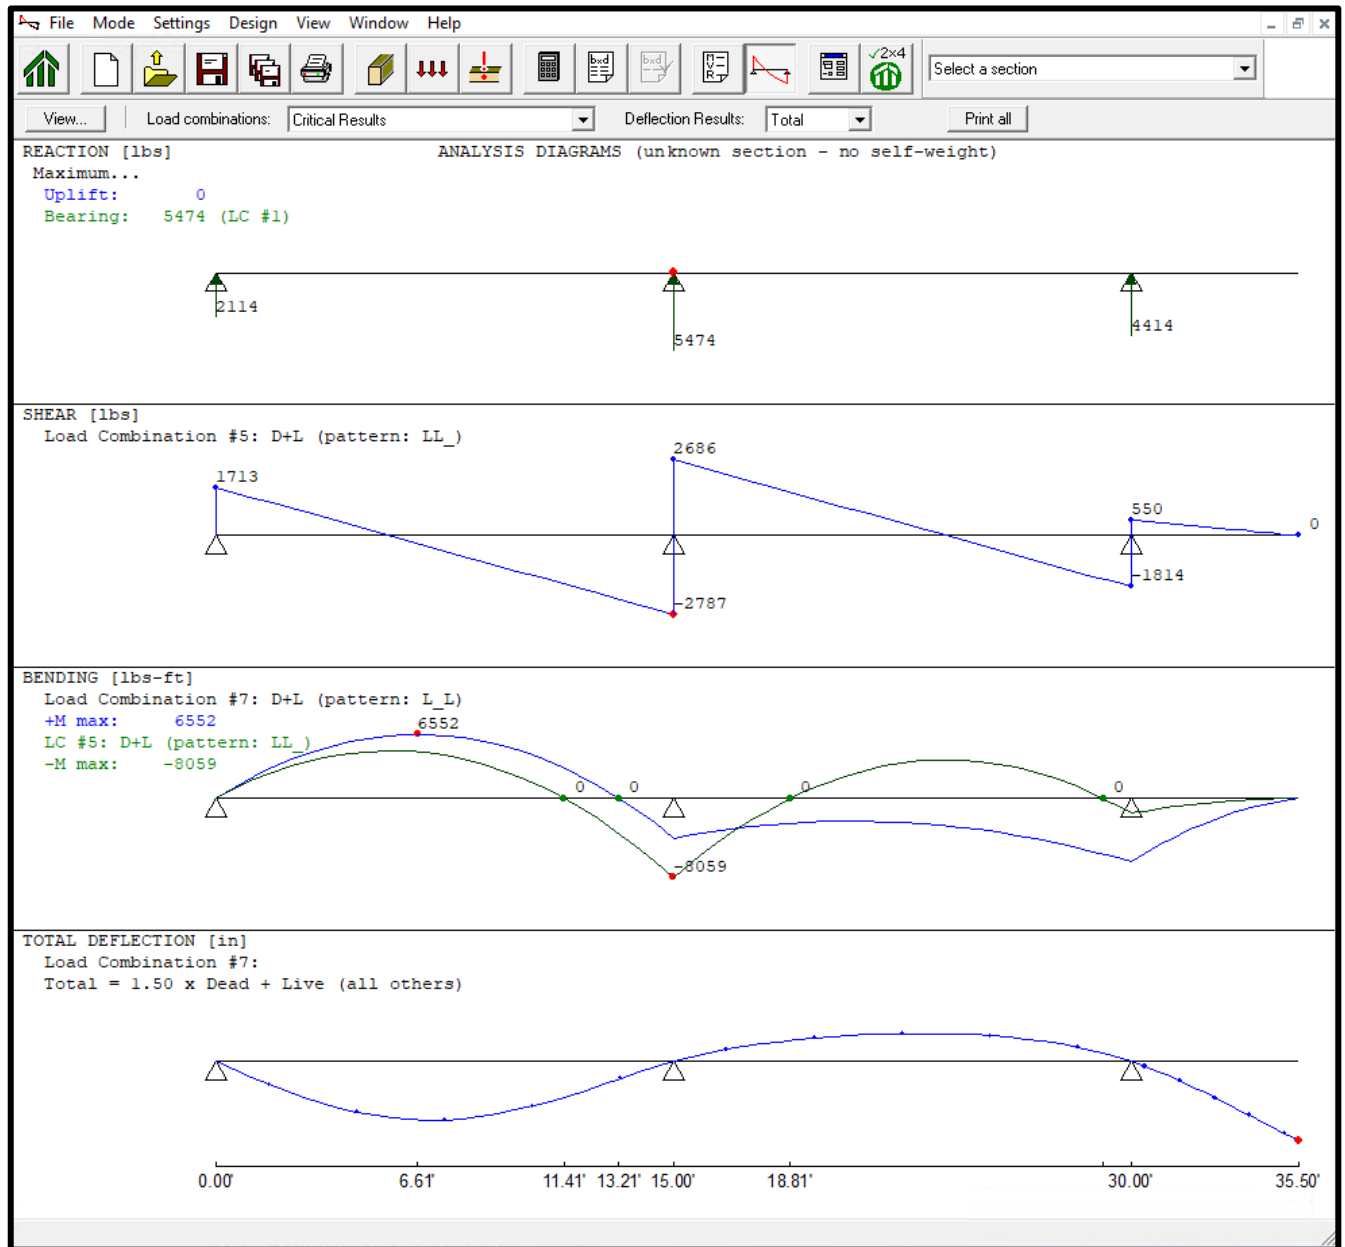 File Mode Settings Design View Window Help
✓2×4
bxd bxd M V R Select a section
View... Load combinations: Critical Results Deflection Results: Total Print all
REACTION [lbs] ANALYSIS DIAGRAMS (unknown section - no self-weight)
Maximum...
Uplift: 0
Bearing: 5474 (LC #1)
2114
5474
4414
SHEAR [lbs]
Load Combination #5: D+L (pattern: LL_)
1713
2686
550
0
-1814
-2787
BENDING [lbs-ft]
Load Combination #7: D+L (pattern: L_L)
+M max: 6552
6552
LC #5: D+L (pattern: LL_)
-M max: -8059
0 0 0 0
-8059
TOTAL DEFLECTION [in]
Load Combination #7:
Total = 1.50 x Dead + Live (all others)
0.00' 6.61' 11.41' 13.21' 15.00' 18.81' 30.00' 35.50'